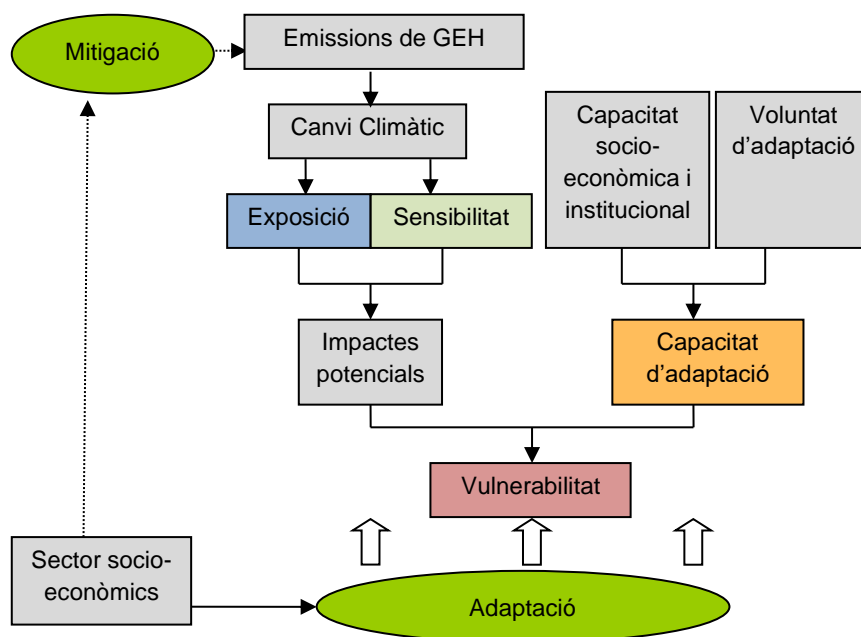 Mitigació
Emissions de GEH
Canvi Climàtic
Capacitat
socio-
econòmica i
institucional
Voluntat
d’adaptació
Exposició
Sensibilitat
Impactes
potencials
Capacitat
d’adaptació
Vulnerabilitat
Sector socio-
econòmics
Adaptació